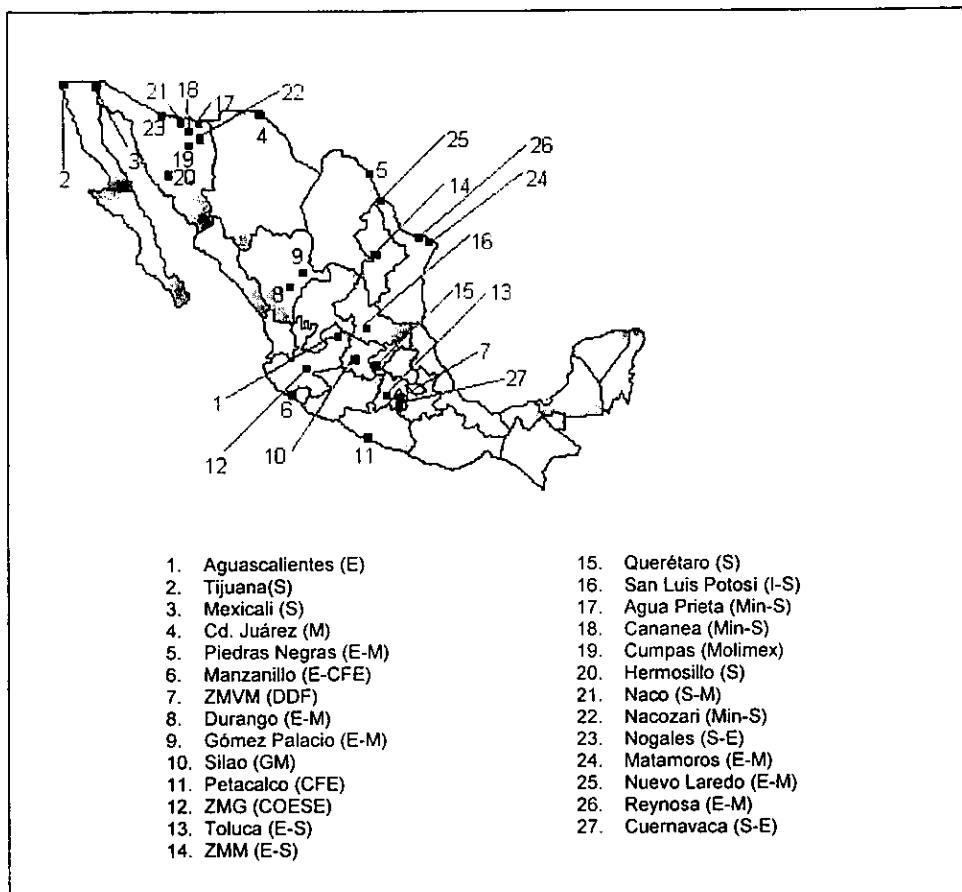 21 18 17 22
23
4
25
26
2
3
19
20
5
14
24
16
9
8
15
13
7
27
1
6
12
10
11
1. Aguascalientes (E)
2. Tijuana(S)
3. Mexicali (S)
4. Cd. Juárez (M)
5. Piedras Negras (E-M)
6. Manzanillo (E-CFE)
7. ZMVM (DDF)
8. Durango (E-M)
9. Gómez Palacio (E-M)
10. Silao (GM)
11. Petacalco (CFE)
12. ZMG (COESE)
13. Toluca (E-S)
14. ZMM (E-S)
15. Querétaro (S)
16. San Luis Potosi (I-S)
17. Agua Prieta (Min-S)
18. Cananea (Min-S)
19. Cumpas (Molimex)
20. Hermosillo (S)
21. Naco (S-M)
22. Nacozari (Min-S)
23. Nogales (S-E)
24. Matamoros (E-M)
25. Nuevo Laredo (E-M)
26. Reynosa (E-M)
27. Cuernavaca (S-E)